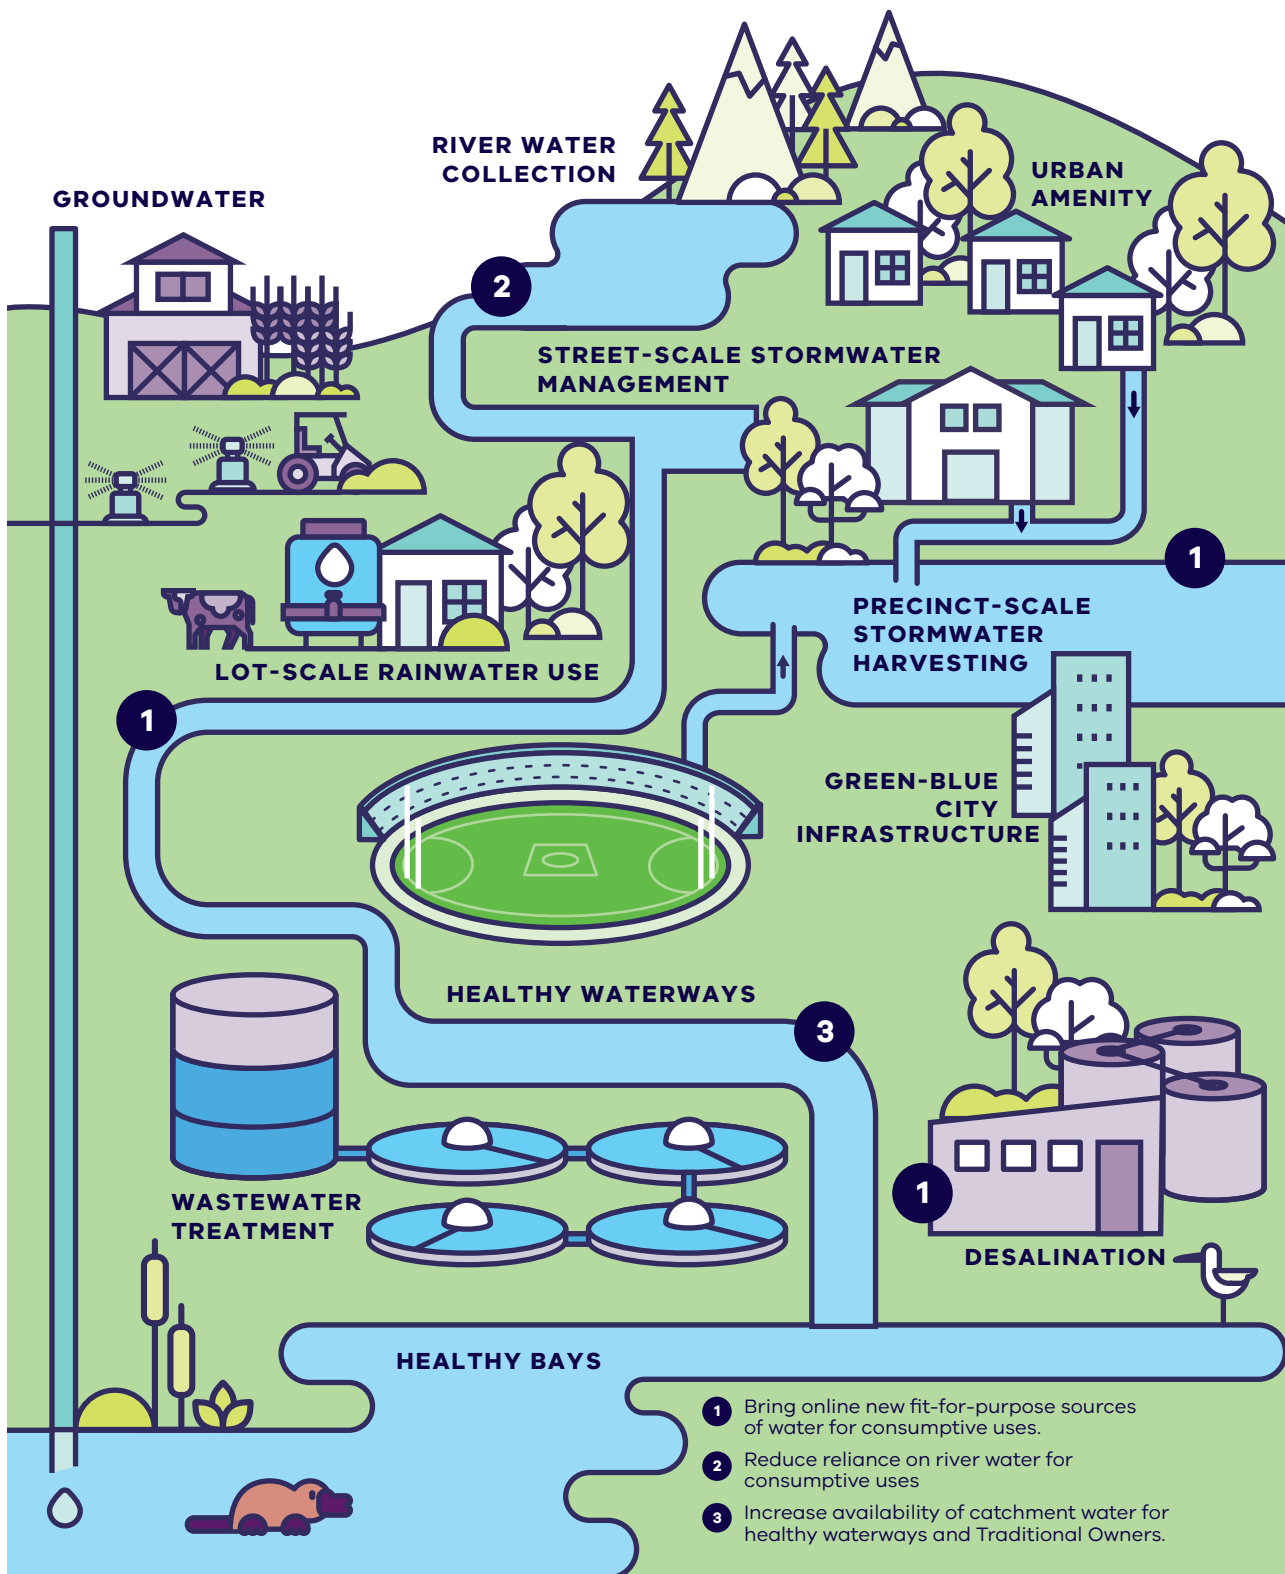 RIVER WATER
COLLECTION
URBAN
AMENITY
GROUNDWATER
2
STREET-SCALE STORMWATER
MANAGEMENT
1
PRECINCT-SCALE
STORMWATER
HARVESTING
LOT-SCALE RAINWATER USE
1
GREEN-BLUE
CITY
INFRASTRUCTURE
HEALTHY WATERWAYS
3
1
WASTEWATER
TREATMENT
DESALINATION
HEALTHY BAYS
1 Bring online new fit-for-purpose sources
of water for consumptive uses.
2 Reduce reliance on river water for
consumptive uses
3 Increase availability of catchment water for
healthy waterways and Traditional Owners.